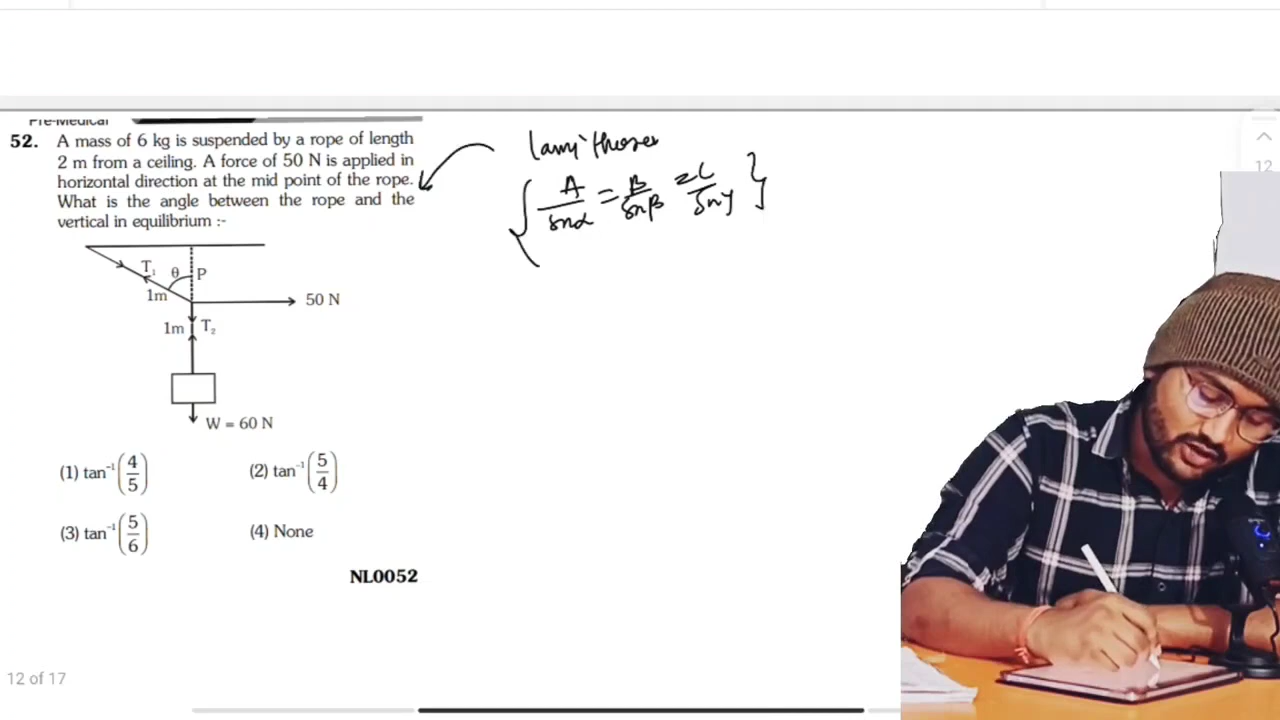 Pre-Medical
52. A mass of 6 kg is suspended by a rope of length
2 m from a ceiling. A force of 50 N is applied in
horizontal direction at the mid point of the rope.
What is the angle between the rope and the
vertical in equilibrium :-
lami's theore
A/sinα = B/sinβ = C/sinγ
T₁ θ P
1m
50 N
1m T₂
W = 60 N
(1) tan⁻¹(4/5) (2) tan⁻¹(5/4)
(3) tan⁻¹(5/6) (4) None
NL0052
12 of 17
12